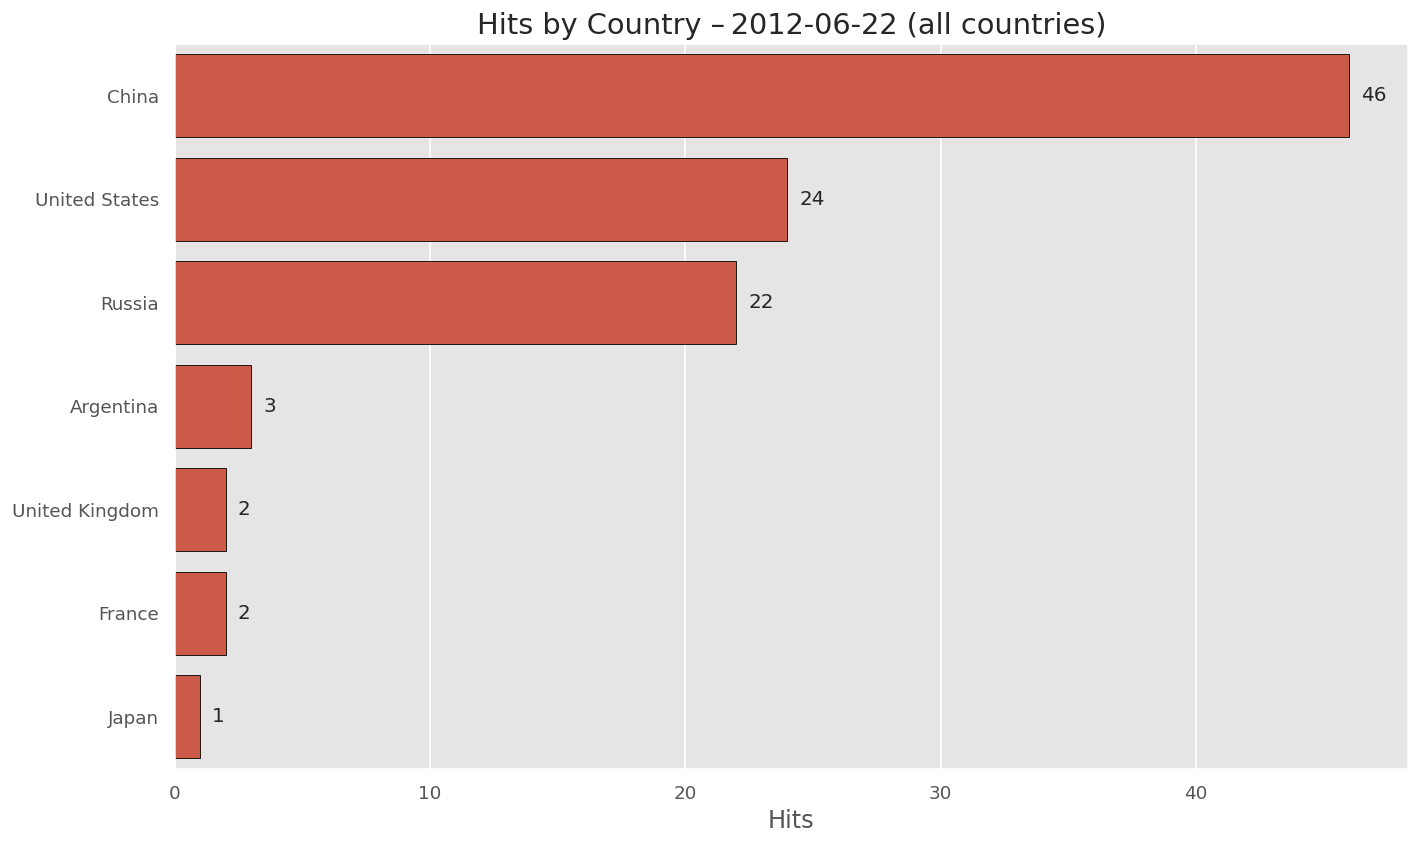 Hits by Country – 2012-06-22 (all countries)
China 46
United States 24
Russia 22
Argentina 3
United Kingdom 2
France 2
Japan 1
0 10 20 30 40
Hits